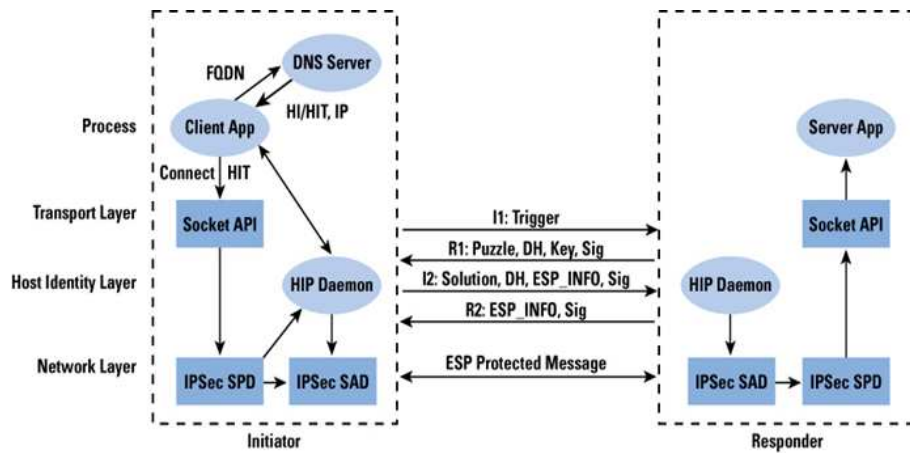 DNS Server
FQDN
HI/HIT, IP
Process
Client App
Server App
Connect
HIT
Transport Layer
Socket API
I1: Trigger
Socket API
R1: Puzzle, DH, Key, Sig
Host Identity Layer
HIP Daemon
I2: Solution, DH, ESP_INFO, Sig
HIP Daemon
R2: ESP_INFO, Sig
Network Layer
IPSec SPD
IPSec SAD
ESP Protected Message
IPSec SAD
IPSec SPD
Initiator
Responder